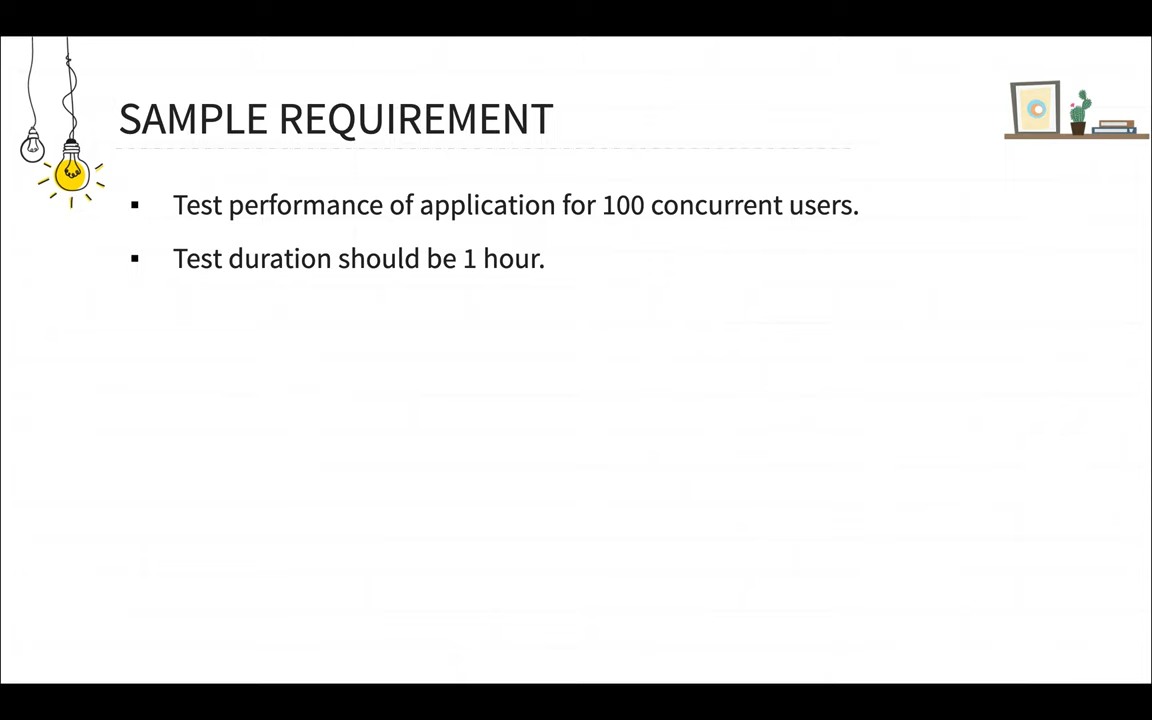 SAMPLE REQUIREMENT
▪ Test performance of application for 100 concurrent users.
▪ Test duration should be 1 hour.